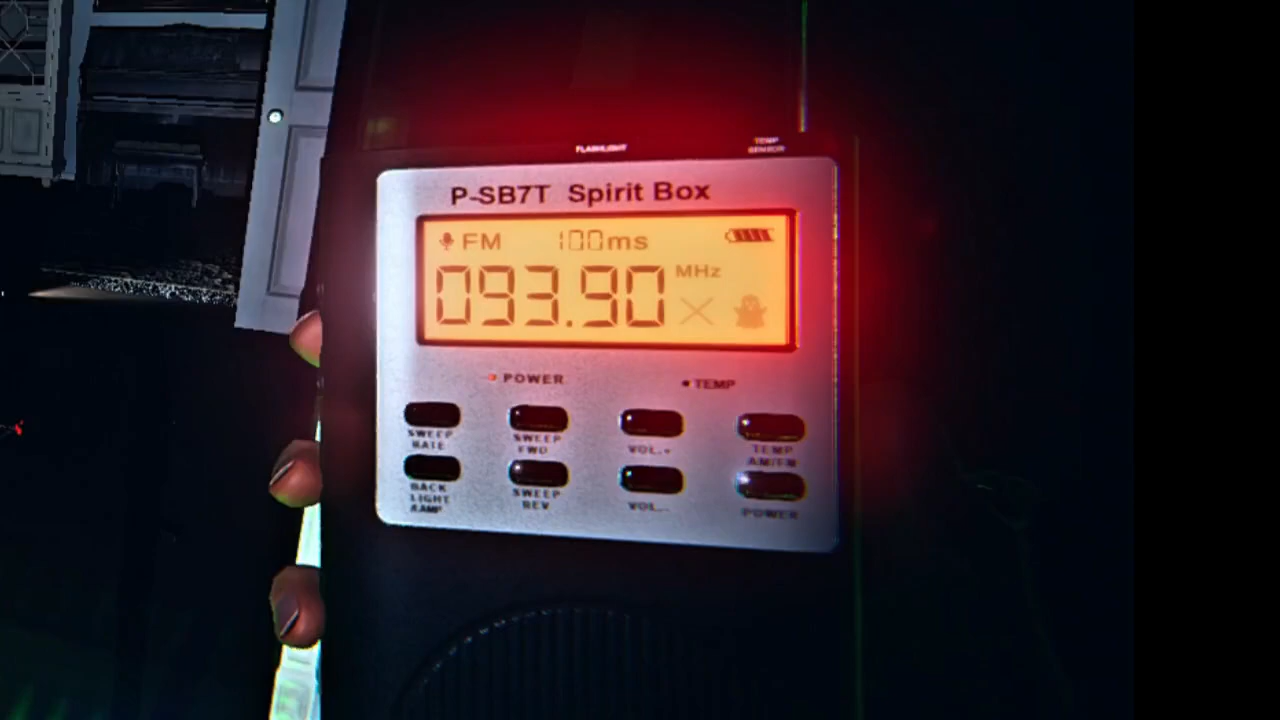 FLASHLIGHT
TEMP
SENSOR
P-SB7T Spirit Box
FM 100ms
093.90 MHz
POWER
TEMP
SWEEP
RATE
SWEEP
FWD
VOL.+
TEMP
AM/FM
BACK
LIGHT
&AMP
SWEEP
REV
VOL.-
POWER